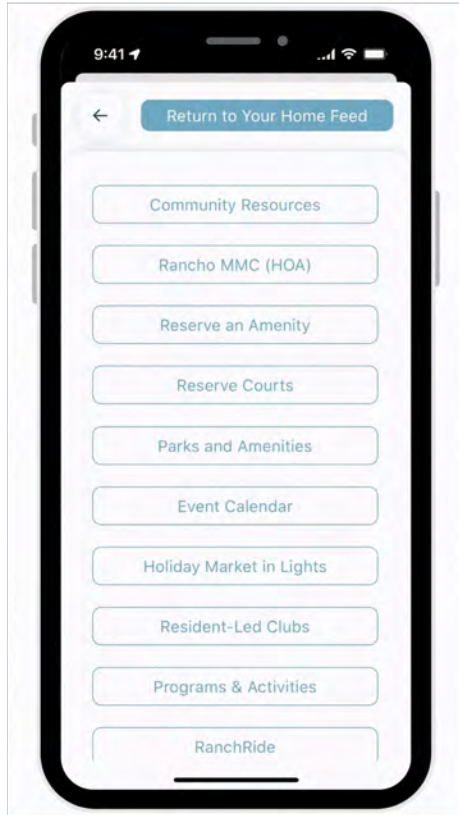 9:41
Return to Your Home Feed
Community Resources
Rancho MMC (HOA)
Reserve an Amenity
Reserve Courts
Parks and Amenities
Event Calendar
Holiday Market in Lights
Resident-Led Clubs
Programs & Activities
RanchRide